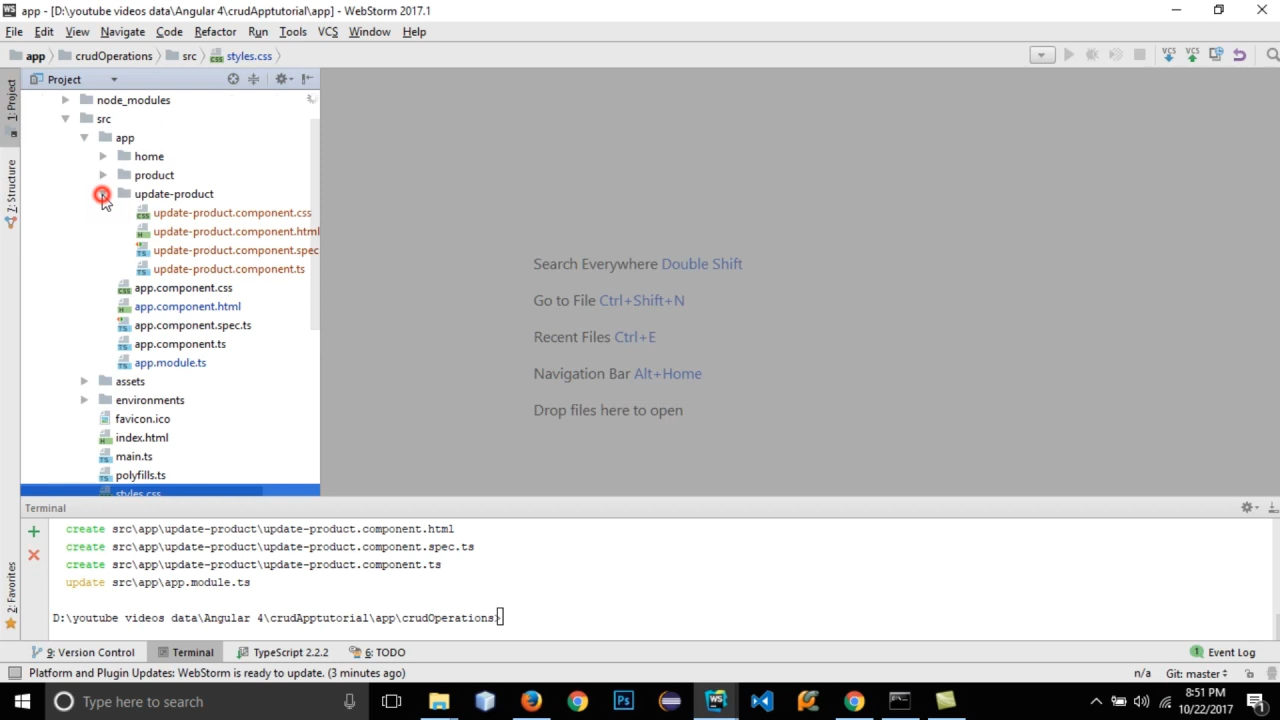 WS app - [D:\youtube videos data\Angular 4\crudApptutorial\app] - WebStorm 2017.1
File Edit View Navigate Code Refactor Run Tools VCS Window Help
app crudOperations src styles.css
VCS VCS
1: Project
Z: Structure
2: Favorites
Project
node_modules
src
app
home
product
update-product
update-product.component.css
update-product.component.html
update-product.component.spec
update-product.component.ts
app.component.css
app.component.html
app.component.spec.ts
app.component.ts
app.module.ts
assets
environments
favicon.ico
index.html
main.ts
polyfills.ts
styles.css
Search Everywhere Double Shift
Go to File Ctrl+Shift+N
Recent Files Ctrl+E
Navigation Bar Alt+Home
Drop files here to open
Terminal
create src\app\update-product\update-product.component.html
create src\app\update-product\update-product.component.spec.ts
create src\app\update-product\update-product.component.ts
update src\app\app.module.ts
D:\youtube videos data\Angular 4\crudApptutorial\app\crudOperations>
9: Version Control Terminal TypeScript 2.2.2 6: TODO 1 Event Log
Platform and Plugin Updates: WebStorm is ready to update. (3 minutes ago) n/a Git: master
Type here to search
Ps WS
8:51 PM
10/22/2017